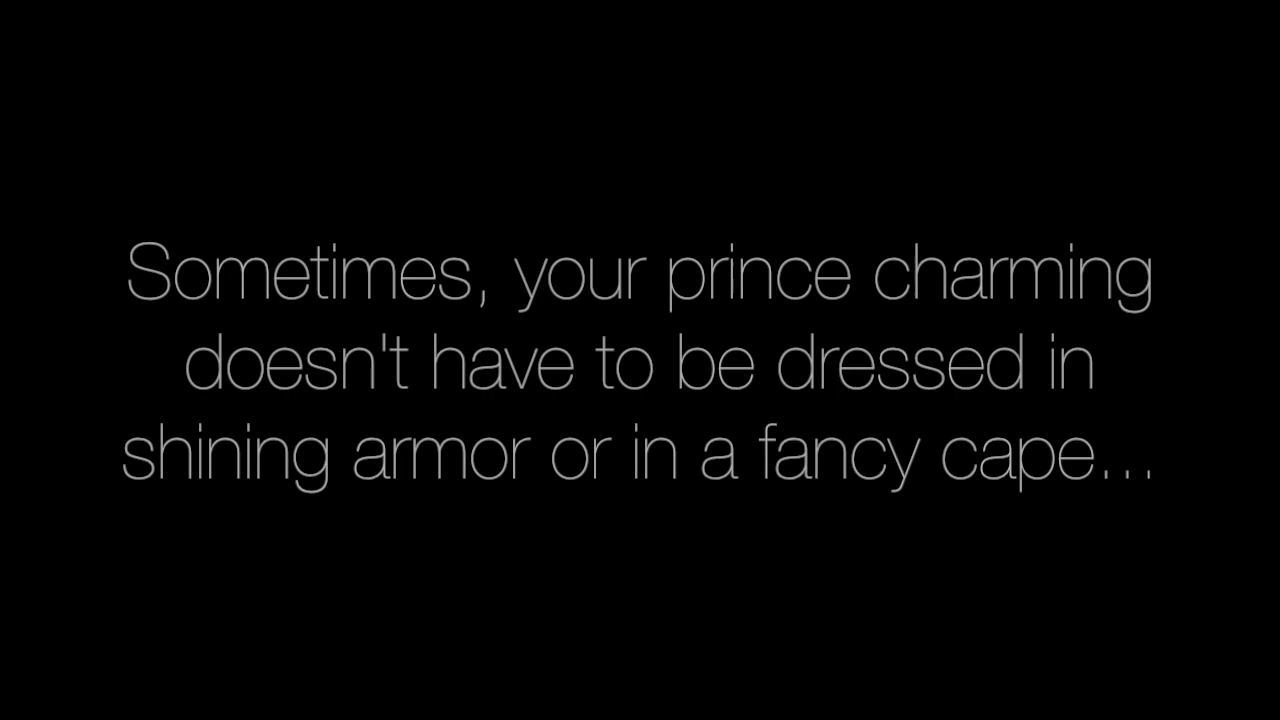 Sometimes, your prince charming
doesn't have to be dressed in
shining armor or in a fancy cape...